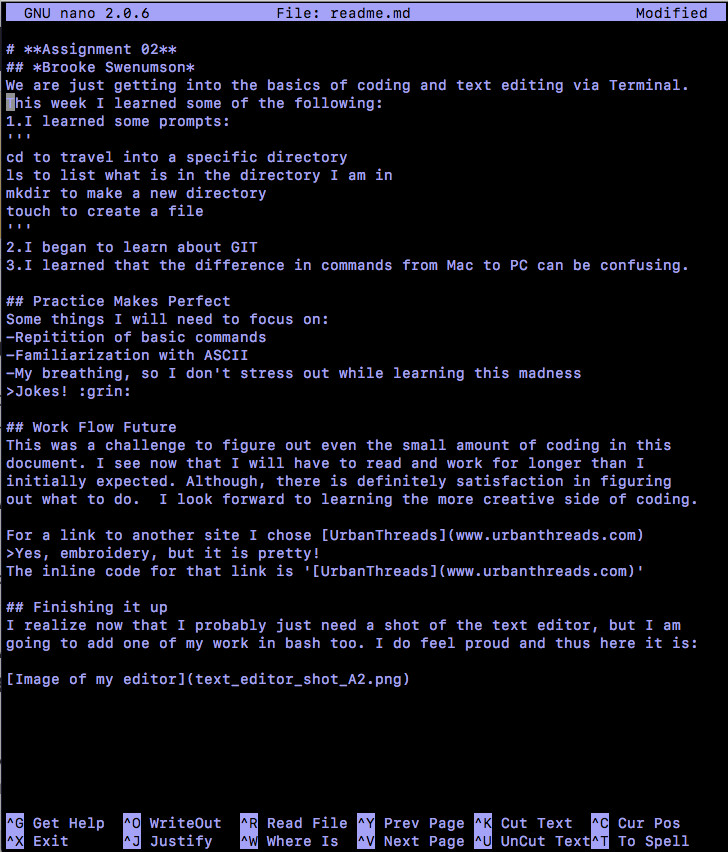 GNU nano 2.0.6 File: readme.md Modified
# **Assignment 02**
## *Brooke Swenumson*
We are just getting into the basics of coding and text editing via Terminal.
This week I learned some of the following:
1.I learned some prompts:
'''
cd to travel into a specific directory
ls to list what is in the directory I am in
mkdir to make a new directory
touch to create a file
'''
2.I began to learn about GIT
3.I learned that the difference in commands from Mac to PC can be confusing.
## Practice Makes Perfect
Some things I will need to focus on:
-Repitition of basic commands
-Familiarization with ASCII
-My breathing, so I don't stress out while learning this madness
>Jokes! :grin:
## Work Flow Future
This was a challenge to figure out even the small amount of coding in this
document. I see now that I will have to read and work for longer than I
initially expected. Although, there is definitely satisfaction in figuring
out what to do.  I look forward to learning the more creative side of coding.
For a link to another site I chose [UrbanThreads](www.urbanthreads.com)
>Yes, embroidery, but it is pretty!
The inline code for that link is '[UrbanThreads](www.urbanthreads.com)'
## Finishing it up
I realize now that I probably just need a shot of the text editor, but I am
going to add one of my work in bash too. I do feel proud and thus here it is:
[Image of my editor](text_editor_shot_A2.png)
^G Get Help ^O WriteOut ^R Read File ^Y Prev Page ^K Cut Text ^C Cur Pos
^X Exit ^J Justify ^W Where Is ^V Next Page ^U UnCut Text ^T To Spell